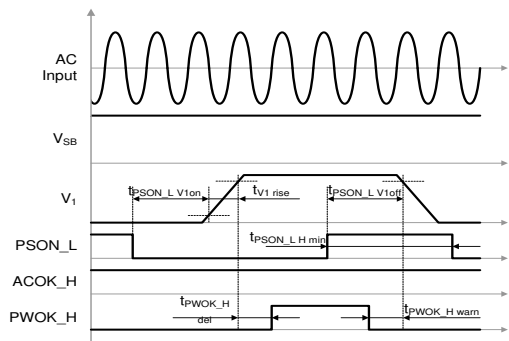 AC
Input
VSB
tPSON_L V1on
tV1 rise
tPSON_L V1off
V1
PSON_L
tPSON_L H min
ACOK_H
tPWOK_H
del
PWOK_H
tPWOK_H warn